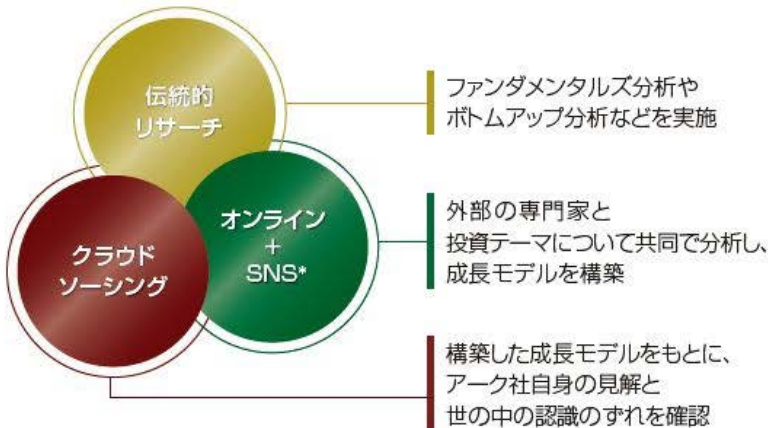 伝統的
リサーチ
ファンダメンタルズ分析や
ボトムアップ分析などを実施
オンライン
+
SNS*
外部の専門家と
投資テーマについて共同で分析し、
成長モデルを構築
クラウド
ソーシング
構築した成長モデルをもとに、
アーク社自身の見解と
世の中の認識のずれを確認